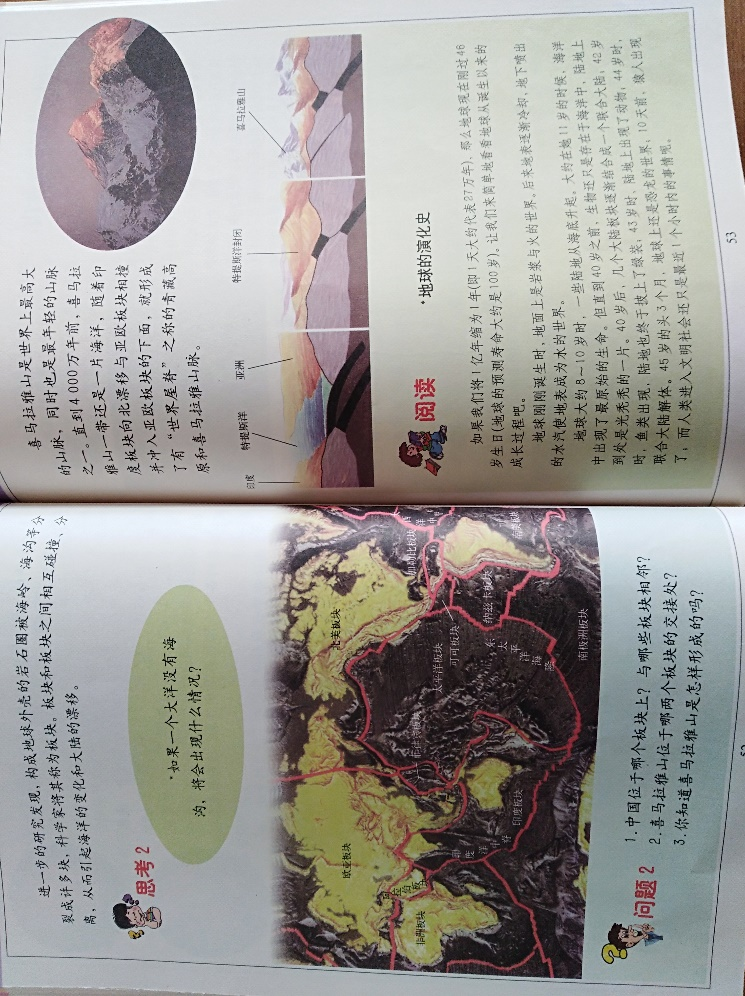 进一步的研究发现，构成地球外壳的岩石圈被海岭、海沟等分
裂成许多块，科学家将其称为板块。板块和板块之间相互碰撞、分
离，从而引起海洋的变化和大陆的漂移。
思考2
·如果一个大洋没有海
沟，将会出现什么情况？
欧亚板块
北美板块
加勒比板块
太平洋板块
可可板块
纳兹卡板块
东太平洋海隆
南极洲板块
印度板块
印度洋中脊
非洲板块
问题2
1.中国位于哪个板块上？与哪些板块相邻？
2.喜马拉雅山位于哪两个板块的交接处？
3.你知道喜马拉雅山是怎样形成的吗？
喜马拉雅山是世界上最高大
的山脉，同时也是最年轻的山脉
之一。直到4 000万年前，喜马拉
雅山一带还是一片海洋，随着印
度板块向北漂移与亚欧板块相撞
并冲入亚欧板块的下面，就形成
了有“世界屋脊”之称的青藏高
原和喜马拉雅山脉。
印度
特提斯洋
亚洲
特提斯洋封闭
喜马拉雅山
阅读
·地球的演化史
如果我们将1亿年缩为1年(即1天大约代表27万年)，那么地球现在刚过46
岁生日(地球的预测寿命大约是100岁)。让我们来简单地看看地球从诞生以来的
成长过程吧。
地球刚刚诞生时，地面上是岩浆与火的世界。后来地表逐渐冷却，地下喷出
的水汽使地表成为水的世界。
地球大约8～10岁时，一些陆地从海底升起。大约在她11岁的时候，海洋
中出现了最原始的生命。但直到40岁之前，生物还只是存在于海洋中，陆地上
到处是光秃秃的一片。40岁后，几个大陆板块逐渐结合成一个联合大陆；42岁
时，鱼类出现，陆地也终于披上了绿装；43岁时，陆地上出现了动物；44岁时，
联合大陆解体。45岁的头3个月，地球上还是恐龙的世界；10天前，猿人出现
了；而人类进入文明社会还只是最近1个小时内的事情呢。
53